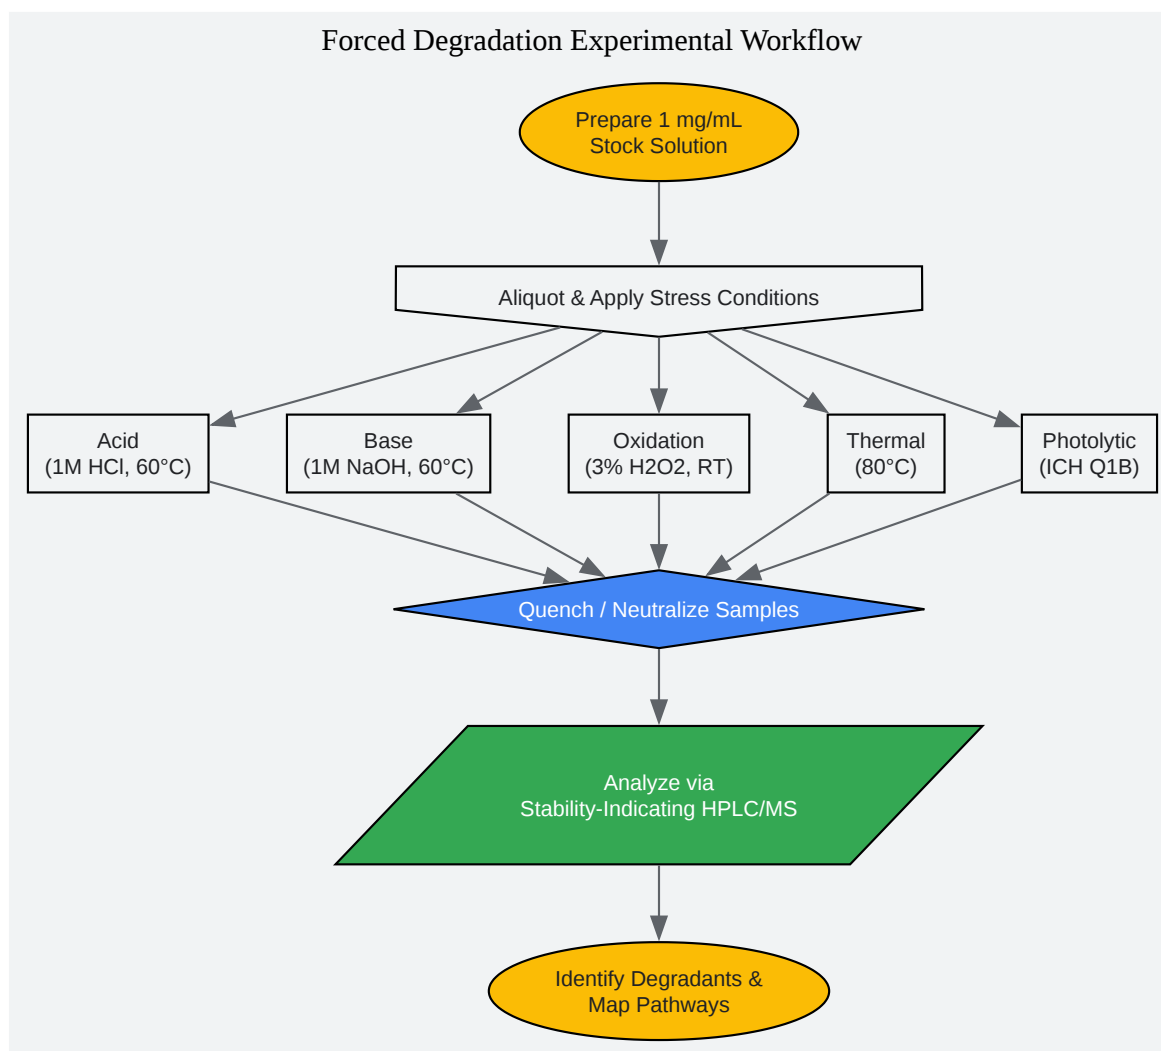 Forced Degradation Experimental Workflow
Prepare 1 mg/mL
Stock Solution
Aliquot & Apply Stress Conditions
Acid
(1M HCl, 60°C)
Base
(1M NaOH, 60°C)
Oxidation
(3% H2O2, RT)
Thermal
(80°C)
Photolytic
(ICH Q1B)
Quench / Neutralize Samples
Analyze via
Stability-Indicating HPLC/MS
Identify Degradants &
Map Pathways